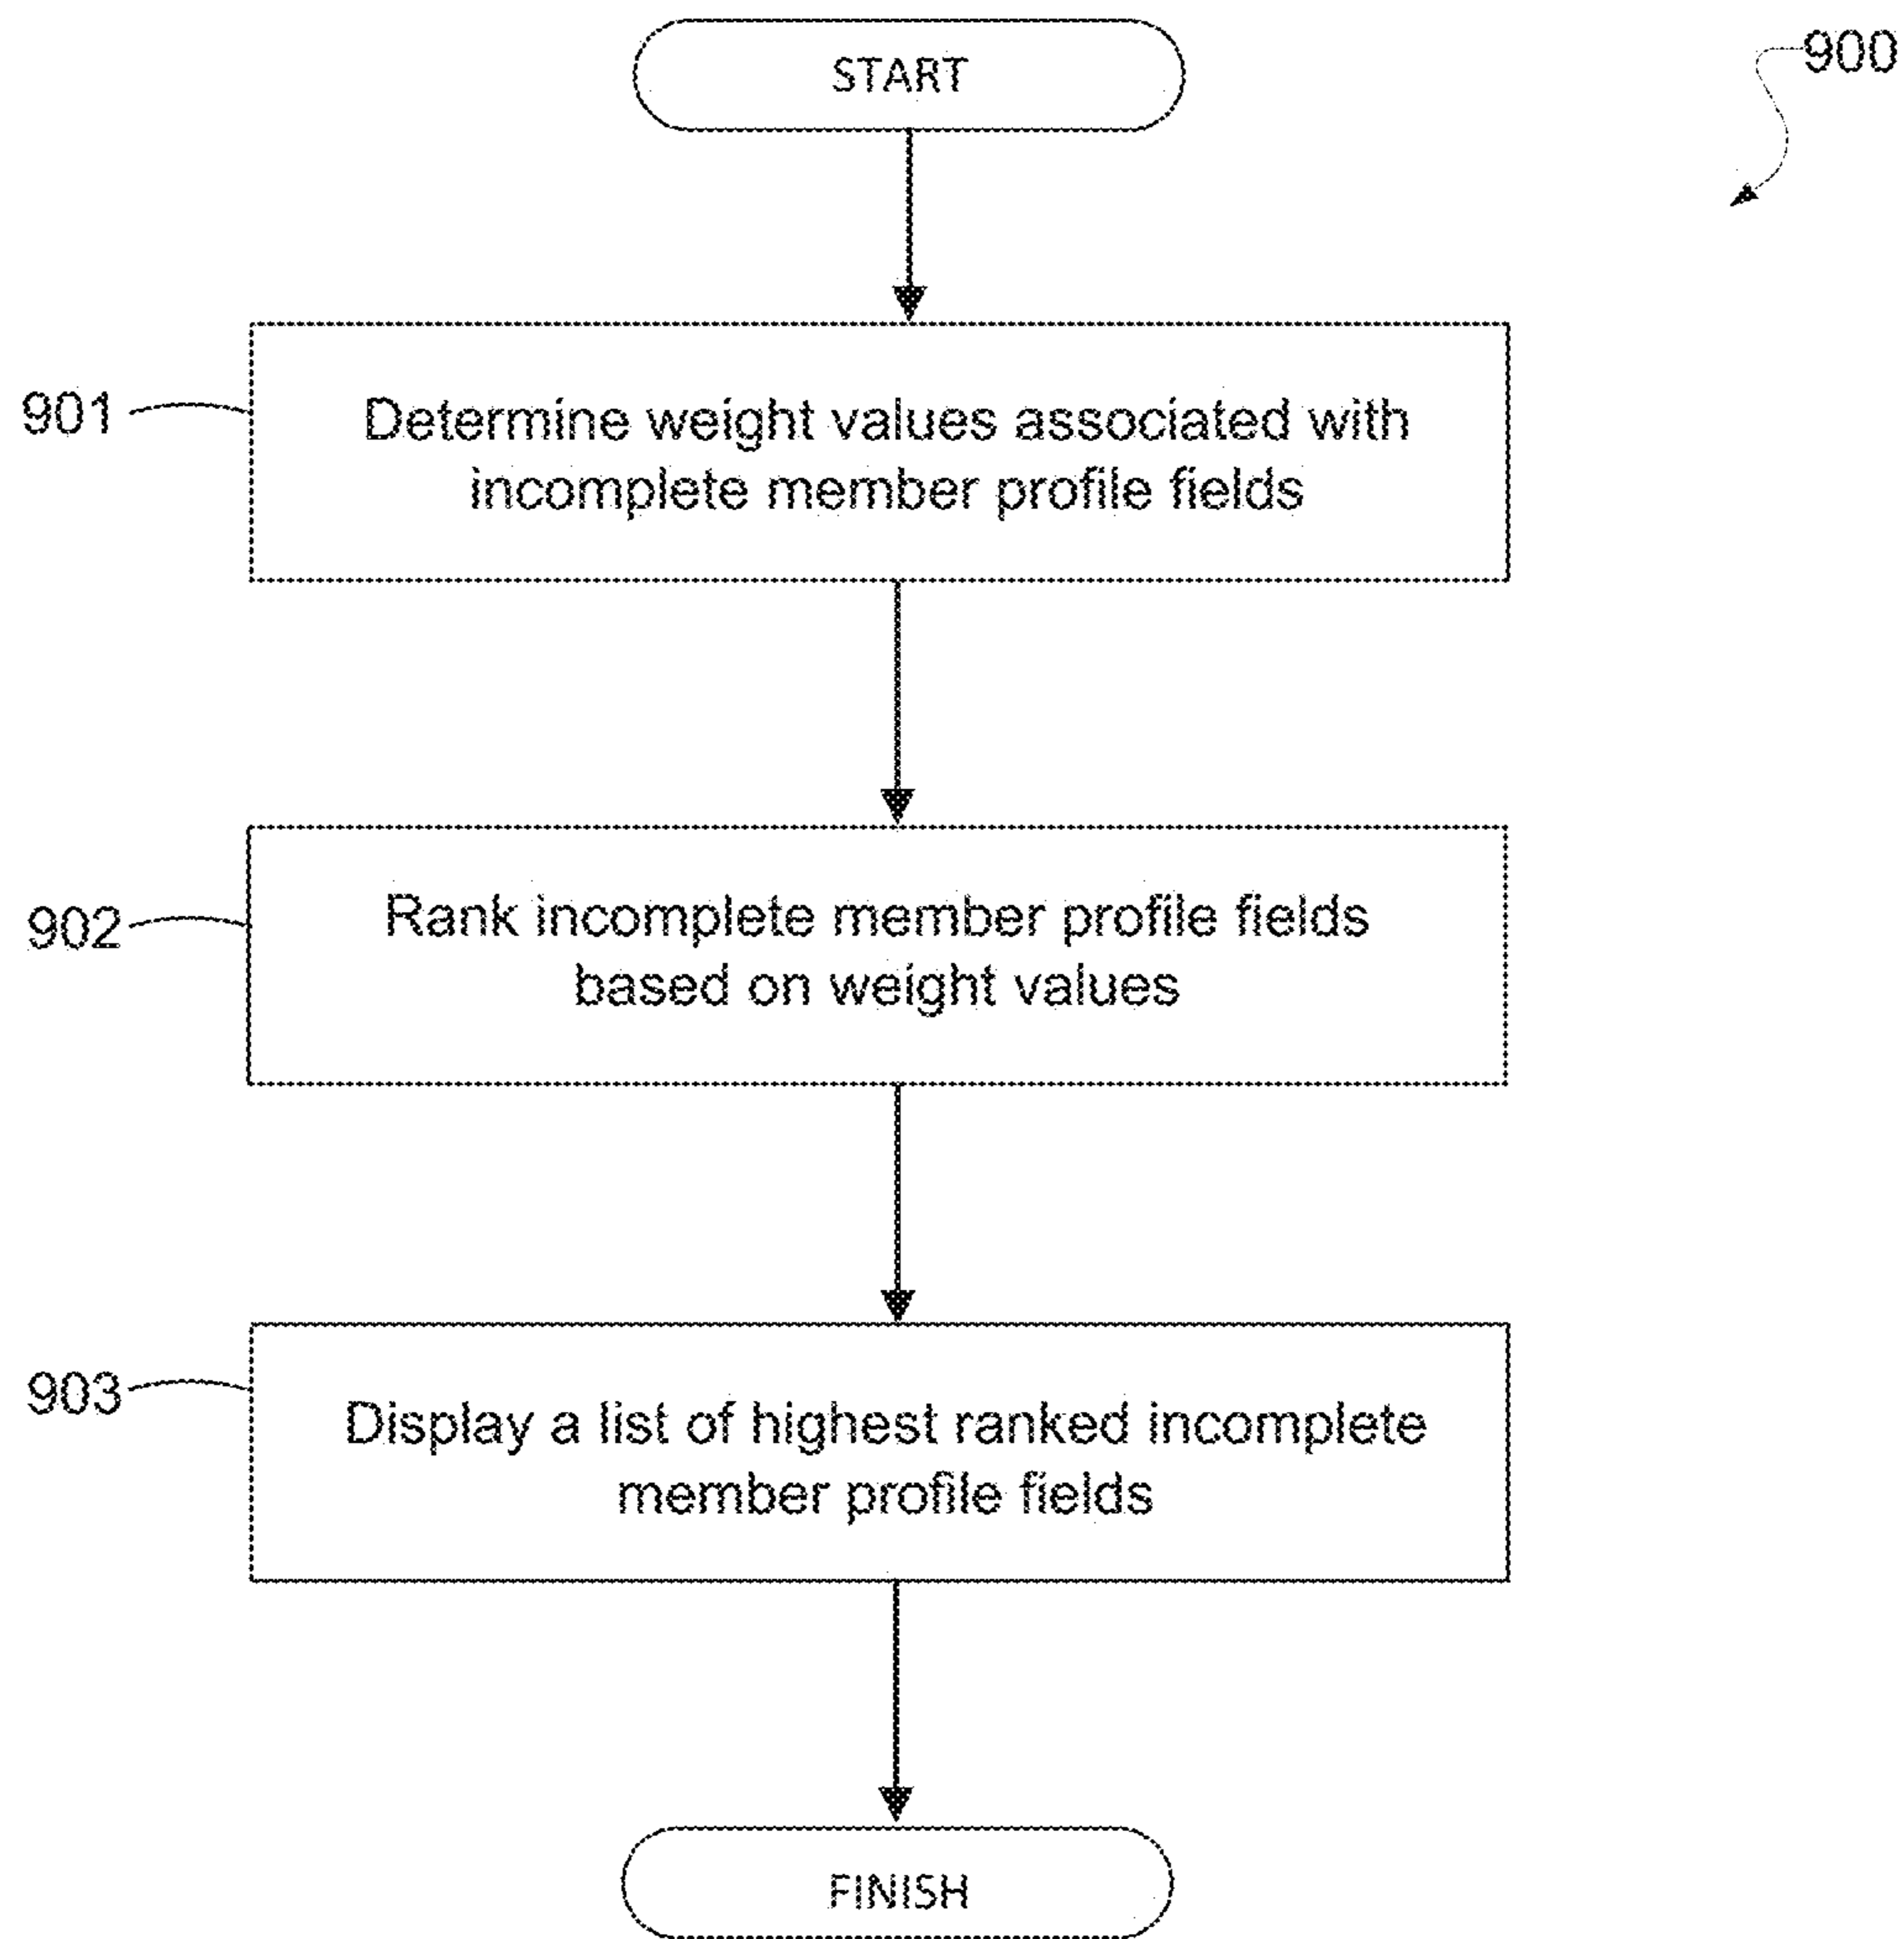 START
900
901
Determine weight values associated with
incomplete member profile fields
902
Rank incomplete member profile fields
based on weight values
903
Display a list of highest ranked incomplete
member profile fields
FINISH